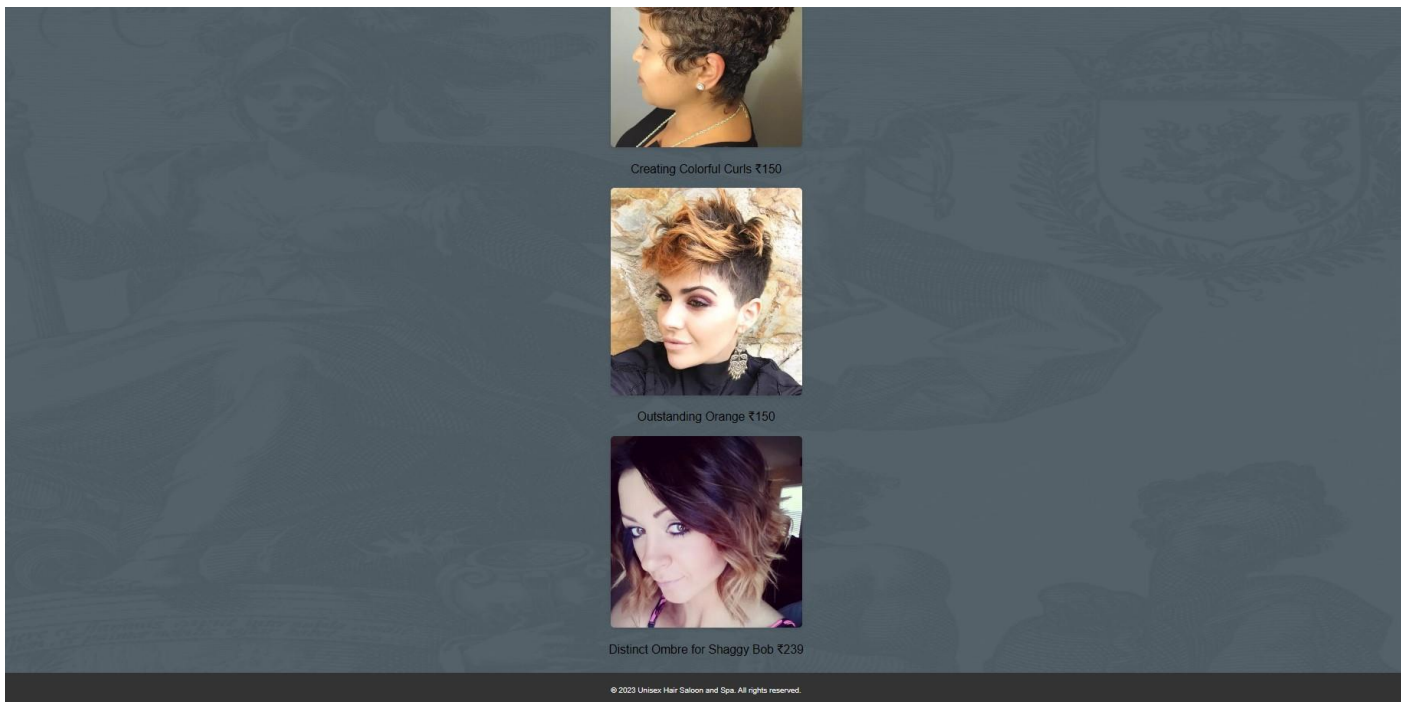 Creating Colorful Curls ₹150
Outstanding Orange ₹150
Distinct Ombre for Shaggy Bob ₹239
© 2023 Unisex Hair Saloon and Spa. All rights reserved.